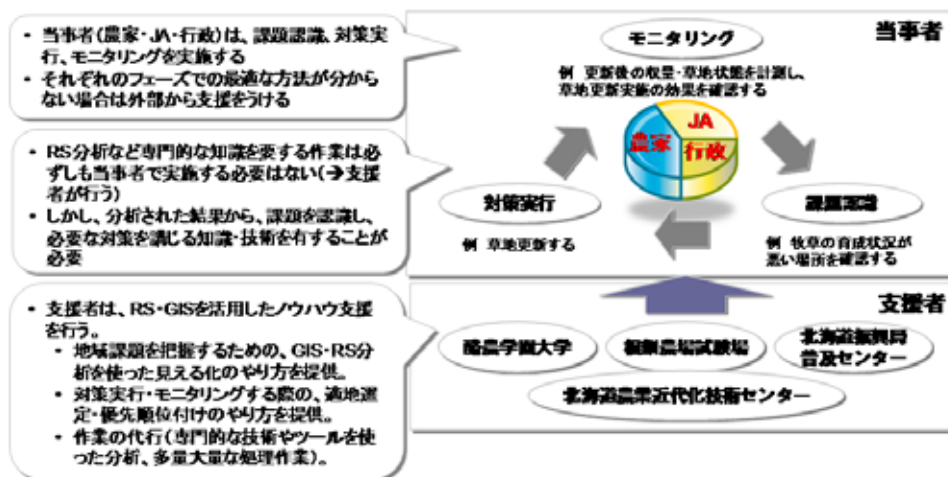 ・ 当事者(農家・JA・行政)は、課題認識、対策実
行、モニタリングを実施する
・ それぞれのフェーズでの最適な方法が分から
ない場合は外部から支援をうける
・ RS分析など専門的な知識を要する作業は必
ずしも当事者で実施する必要はない(→支援
者が行う)
・ しかし、分析された結果から、課題を認識し、
必要な対策を講じる知識・技術を有することが
必要
・ 支援者は、RS・GISを活用したノウハウ支援
を行う。
・ 地域課題を把握するための、GIS・RS分
析を使った見える化のやり方を提供。
・ 対策実行・モニタリングする際の、適地選
定・優先順位付けのやり方を提供。
・ 作業の代行(専門的な技術やツールを使
った分析、多量大量な処理作業)。
当事者
モニタリング
例 更新後の収量・草地状態を計測し、
草地更新実施の効果を確認する
JA
農家
行政
対策実行
例 草地更新する
課題認識
例 牧草の育成状況が
悪い場所を確認する
支援者
酪農学園大学
根釧農場試験場
北海道振興局
普及センター
北海道農業近代化技術センター